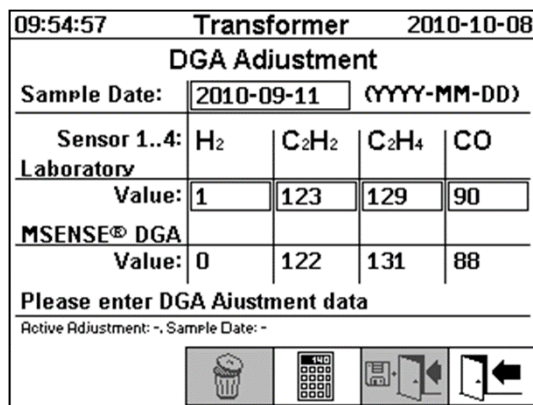 09:54:57 Transformer 2010-10-08
DGA Adjustment
Sample Date: 2010-09-11 (YYYY-MM-DD)
Sensor 1..4: H₂ C₂H₂ C₂H₄ CO
Laboratory
Value: 1 123 129 90
MSENSE® DGA
Value: 0 122 131 88
Please enter DGA Ajustment data
Active Adjustment: -, Sample Date: -
140